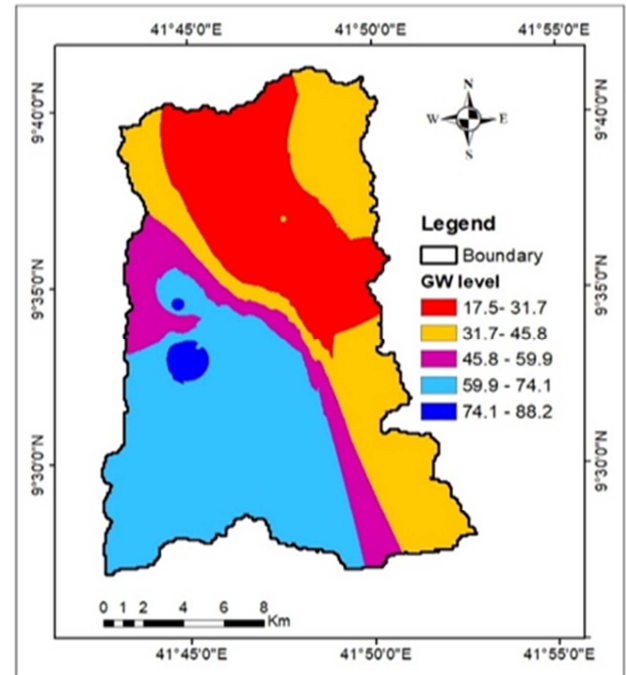 41°45'0"E 41°50'0"E 41°55'0"E
9°40'0"N 9°40'0"N
N
W E
S
Legend
Boundary
GW level
17.5- 31.7
31.7- 45.8
45.8 - 59.9
59.9 - 74.1
74.1 - 88.2
9°35'0"N 9°35'0"N
9°30'0"N 9°30'0"N
0 1 2 4 6 8
Km
41°45'0"E 41°50'0"E 41°55'0"E